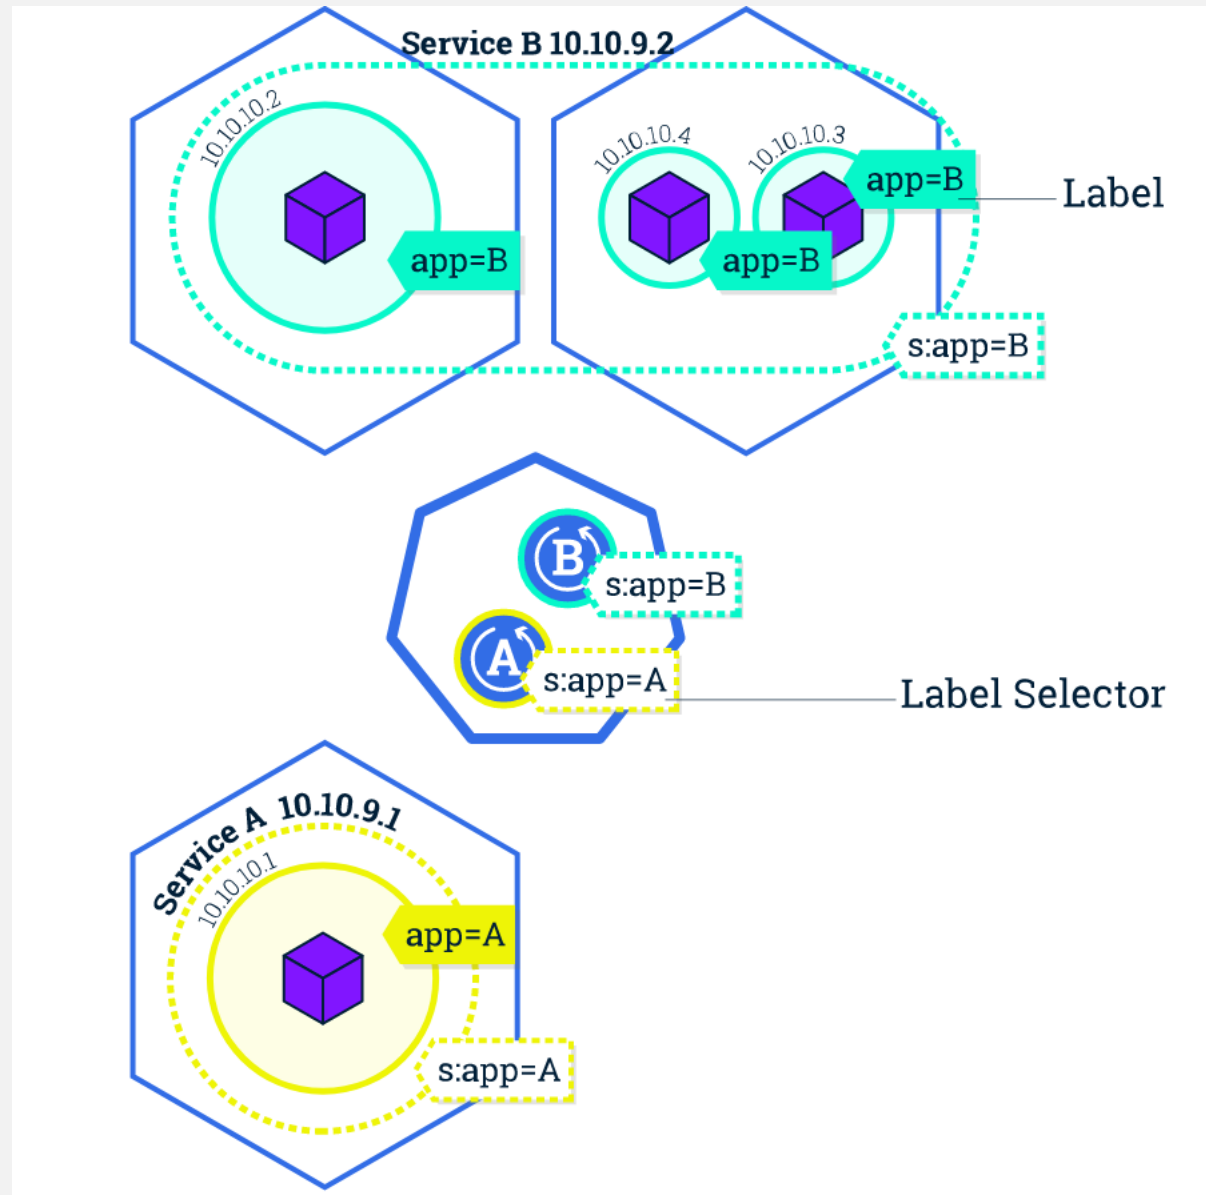 Service B 10.10.9.2
10.10.10.2
10.10.10.4
10.10.10.3
app=B
Label
app=B
app=B
s:app=B
B
s:app=B
A
s:app=A
Label Selector
Service A 10.10.9.1
10.10.10.1
app=A
s:app=A